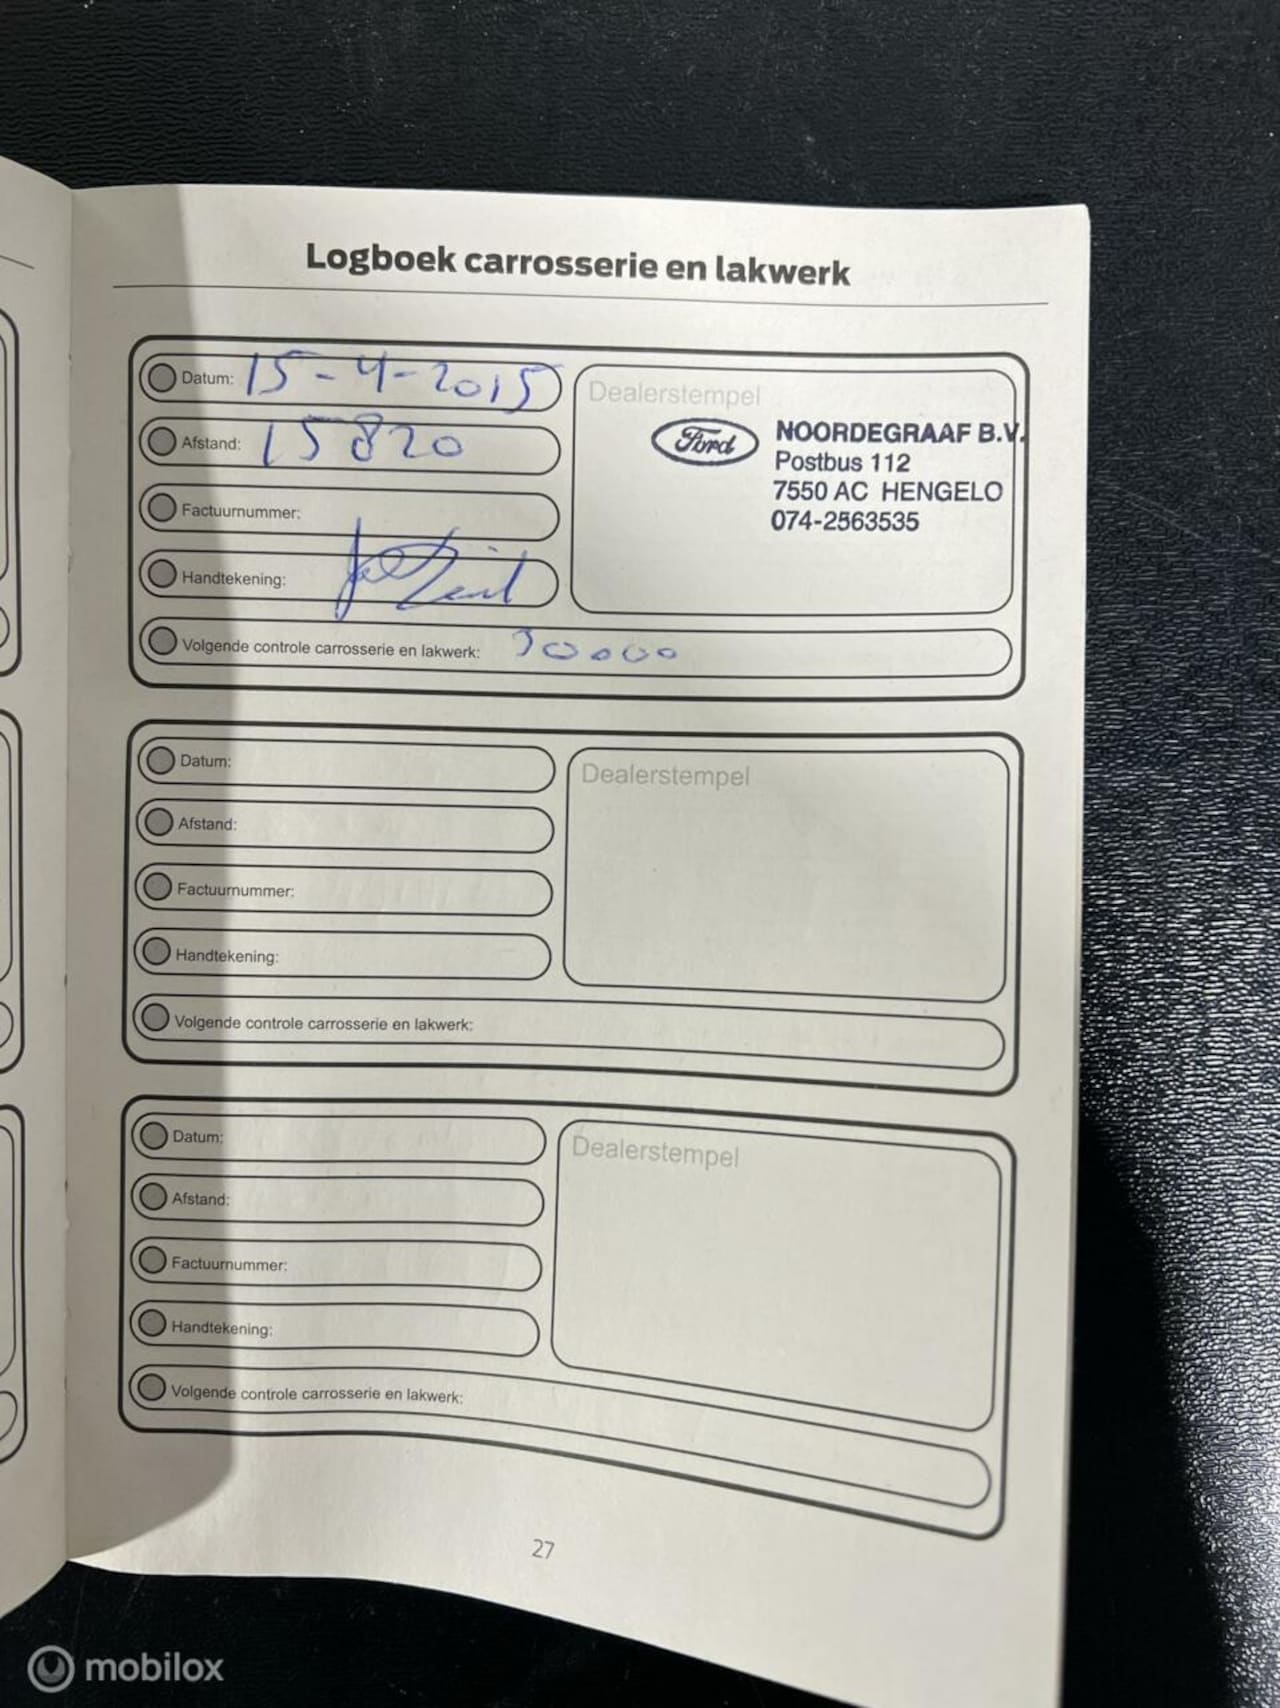 Logboek carrosserie en lakwerk
Datum: 15-4-2015
Afstand: 15820
Factuurnummer:
Handtekening:
Volgende controle carrosserie en lakwerk: 30000
Dealerstempel
Ford
NOORDEGRAAF B.V.
Postbus 112
7550 AC HENGELO
074-2563535
Datum:
Afstand:
Factuurnummer:
Handtekening:
Volgende controle carrosserie en lakwerk:
Dealerstempel
Datum:
Afstand:
Factuurnummer:
Handtekening:
Volgende controle carrosserie en lakwerk:
Dealerstempel
27
mobilox